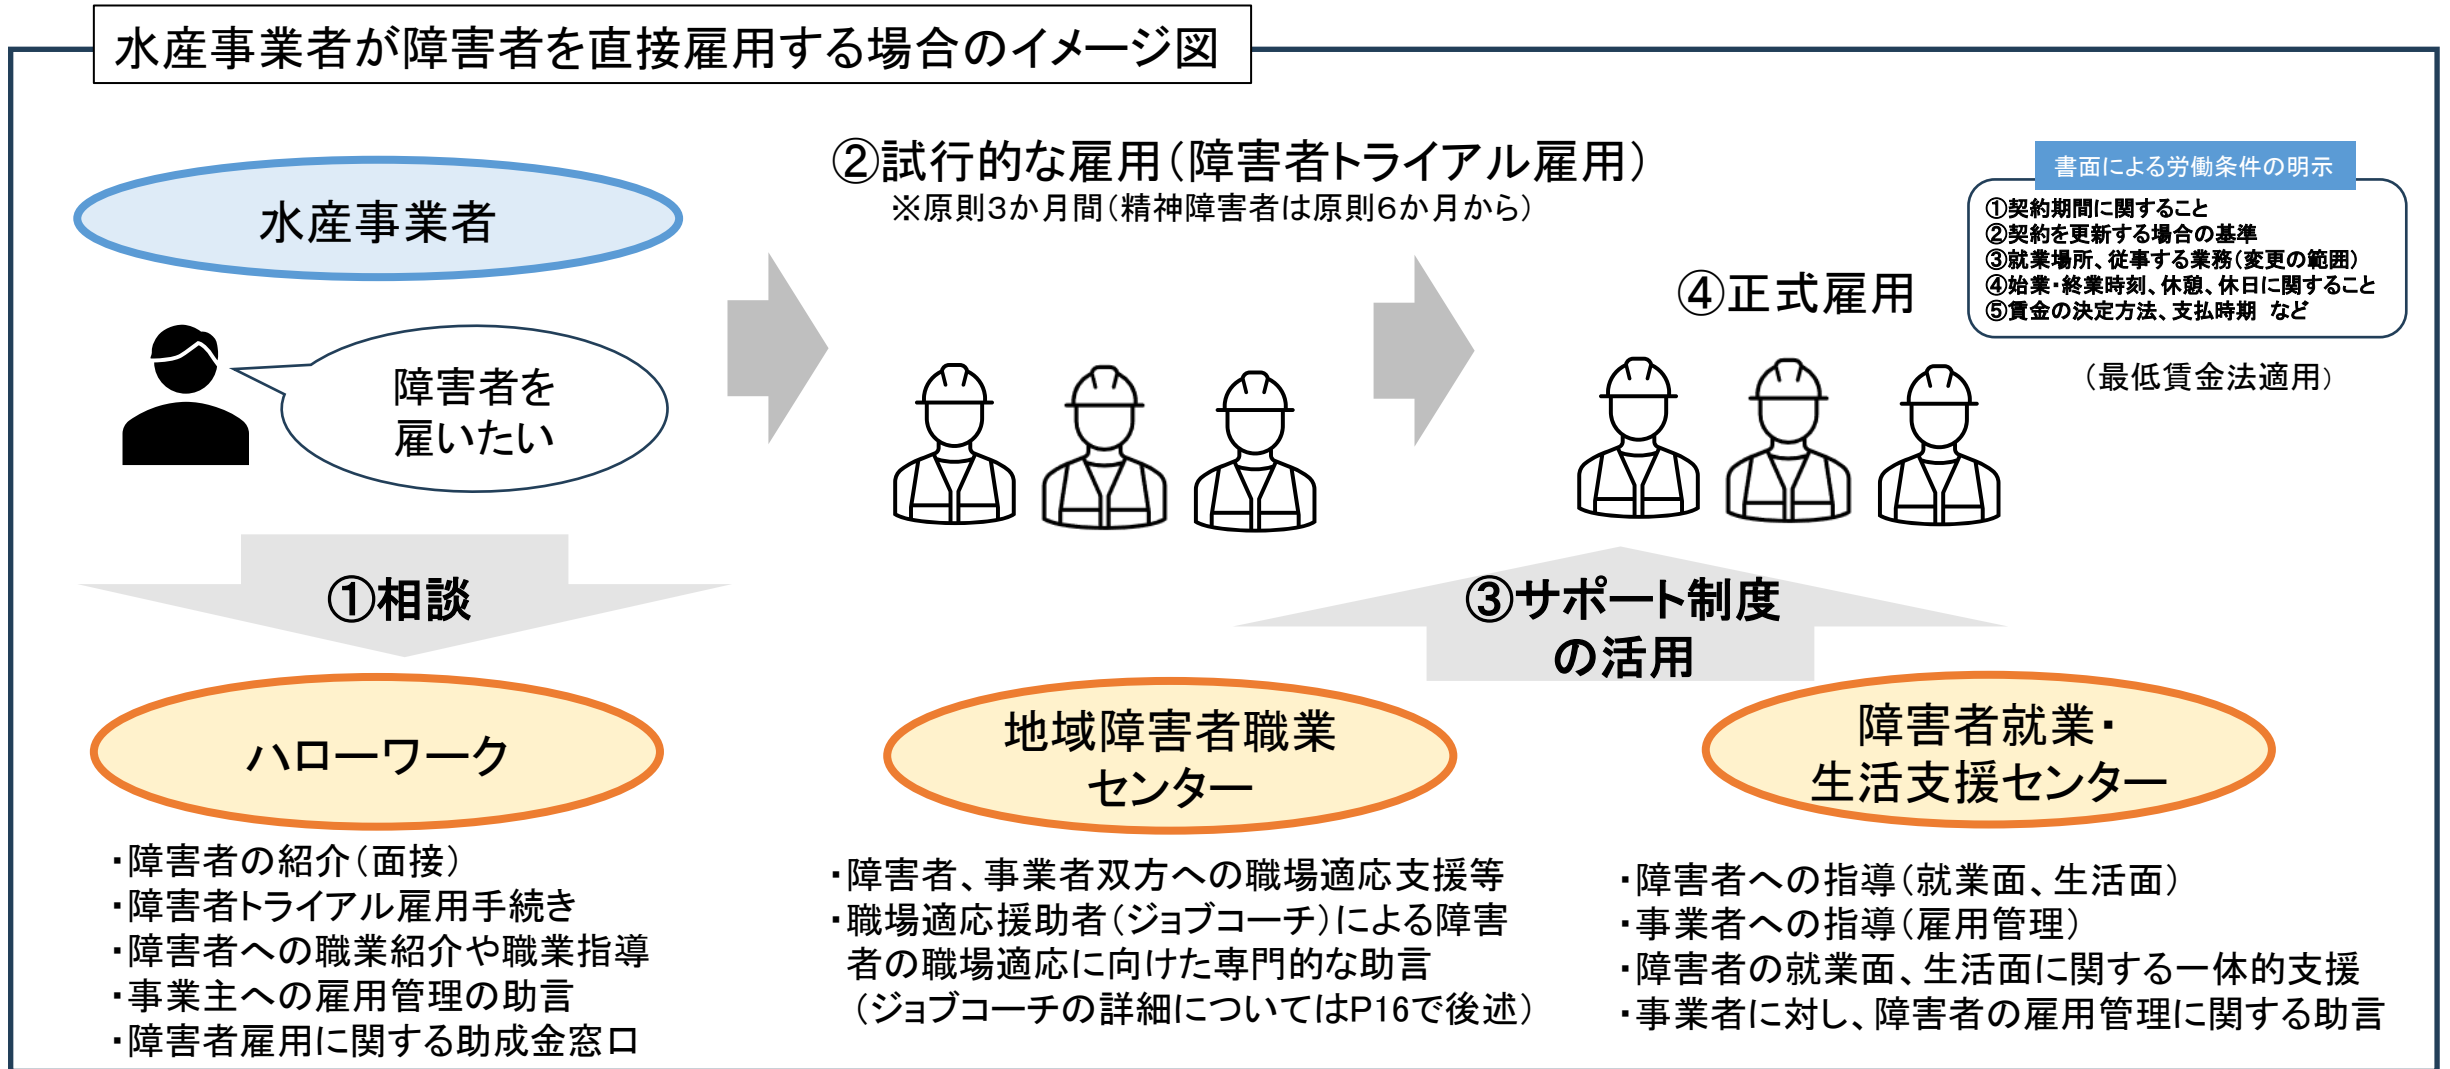 水産事業者が障害者を直接雇用する場合のイメージ図
水産事業者
障害者を
雇いたい
①相談
ハローワーク
・障害者の紹介（面接）
・障害者トライアル雇用手続き
・障害者への職業紹介や職業指導
・事業主への雇用管理の助言
・障害者雇用に関する助成金窓口
②試行的な雇用（障害者トライアル雇用）
※原則３か月間（精神障害者は原則６か月から）
④正式雇用
書面による労働条件の明示
①契約期間に関すること
②契約を更新する場合の基準
③就業場所、従事する業務（変更の範囲）
④始業・終業時刻、休憩、休日に関すること
⑤賃金の決定方法、支払時期 など
（最低賃金法適用）
③サポート制度
の活用
地域障害者職業
センター
・障害者、事業者双方への職場適応支援等
・職場適応援助者（ジョブコーチ）による障害
者の職場適応に向けた専門的な助言
（ジョブコーチの詳細についてはP16で後述）
障害者就業・
生活支援センター
・障害者への指導（就業面、生活面）
・事業者への指導（雇用管理）
・障害者の就業面、生活面に関する一体的支援
・事業者に対し、障害者の雇用管理に関する助言